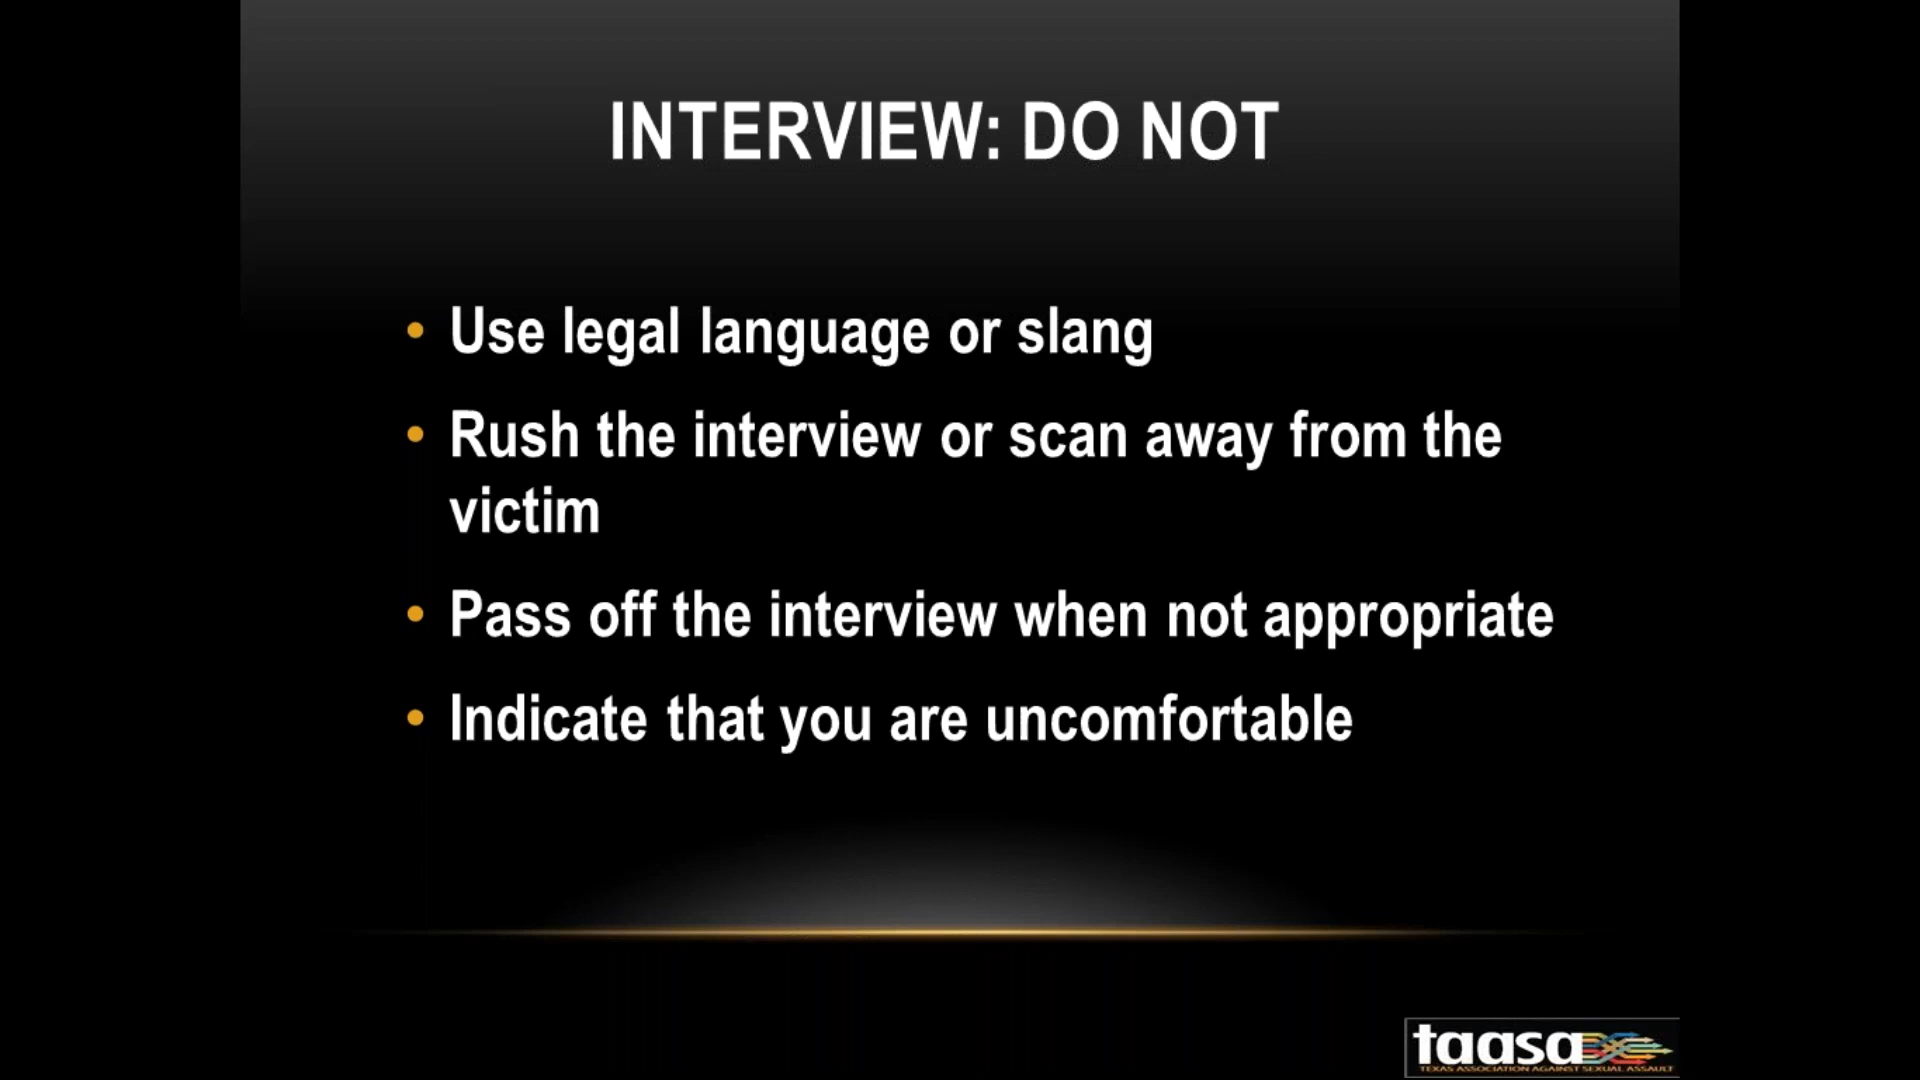 INTERVIEW: DO NOT
• Use legal language or slang
• Rush the interview or scan away from the
victim
• Pass off the interview when not appropriate
• Indicate that you are uncomfortable
taasa
TEXAS ASSOCIATION AGAINST SEXUAL ASSAULT